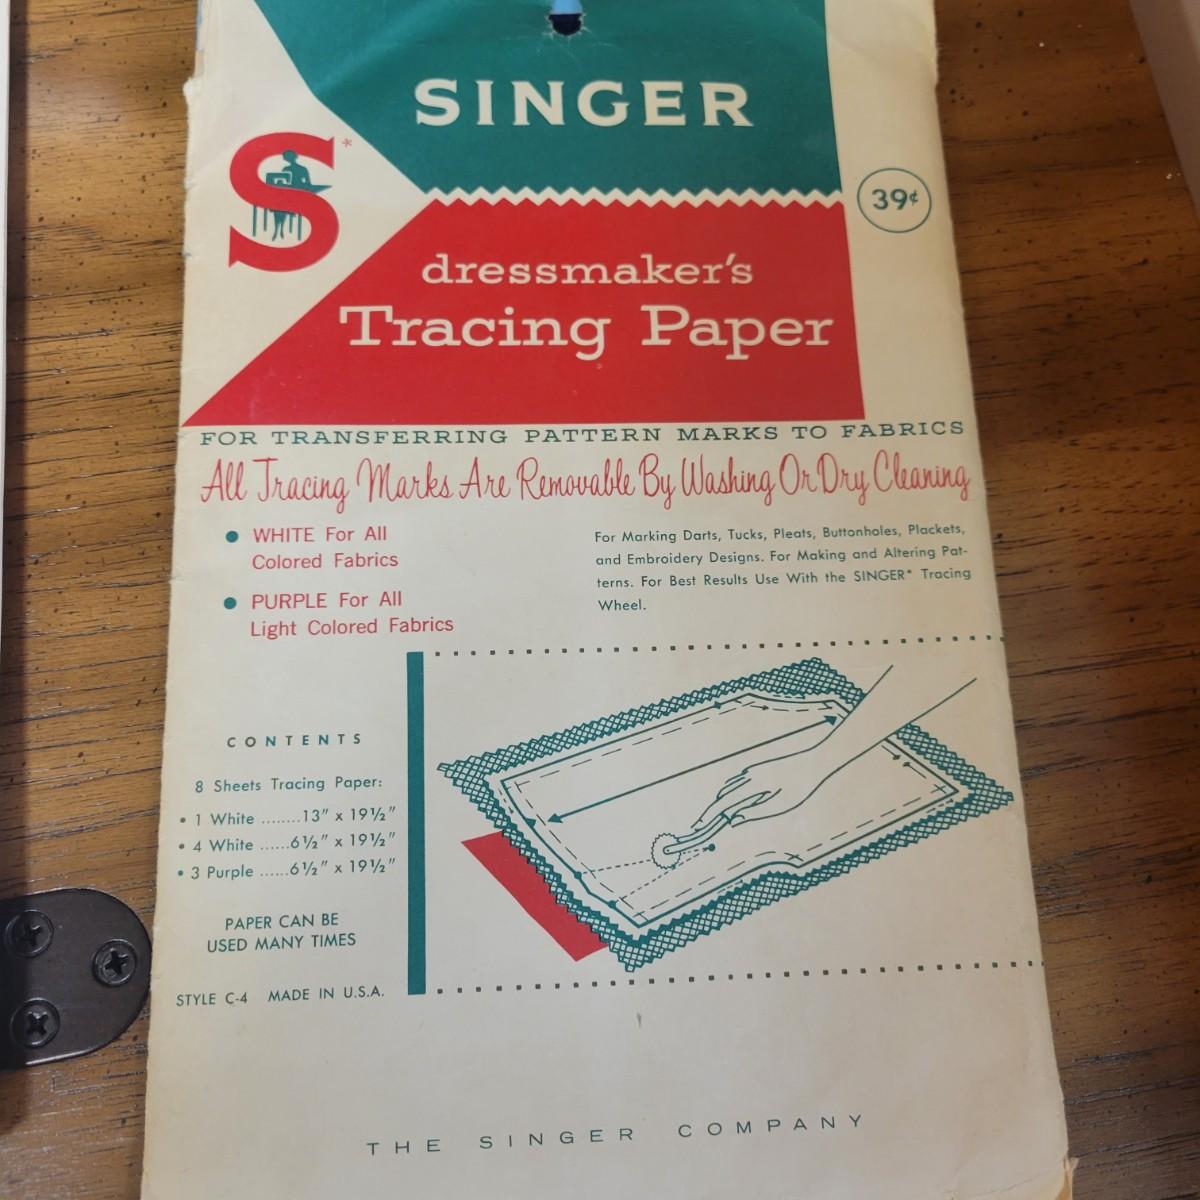 SINGER
S*
39¢
dressmaker's
Tracing Paper
FOR TRANSFERRING PATTERN MARKS TO FABRICS
All Tracing Marks Are Removable By Washing Or Dry Cleaning
• WHITE For All
Colored Fabrics
• PURPLE For All
Light Colored Fabrics
For Marking Darts, Tucks, Pleats, Buttonholes, Plackets,
and Embroidery Designs. For Making and Altering Pat-
terns. For Best Results Use With the SINGER* Tracing
Wheel.
CONTENTS
8 Sheets Tracing Paper:
• 1 White ........13" x 19½"
• 4 White ......6½" x 19½"
• 3 Purple ......6½" x 19½"
PAPER CAN BE
USED MANY TIMES
STYLE C-4 MADE IN U.S.A.
THE SINGER COMPANY